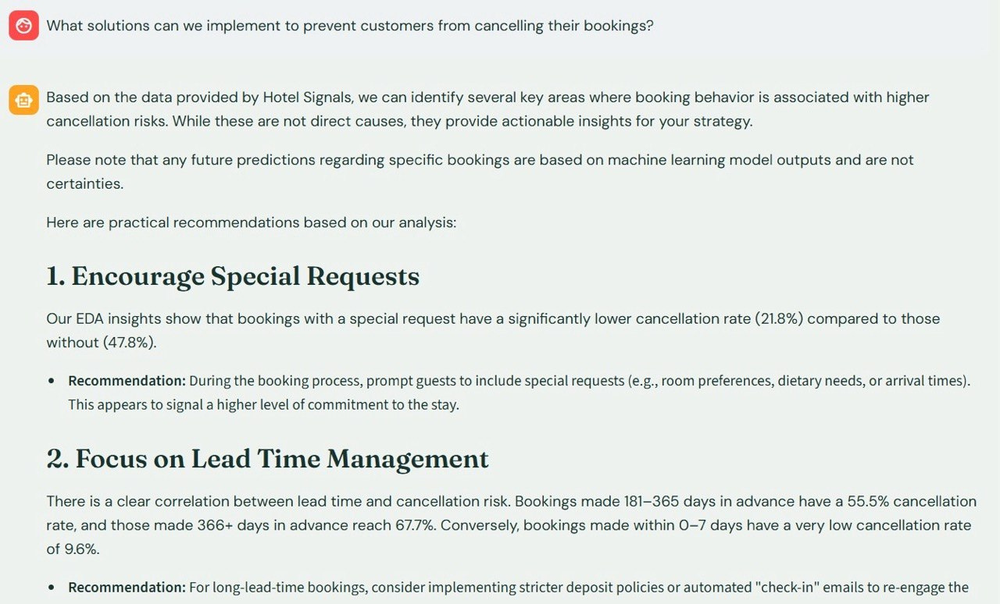 What solutions can we implement to prevent customers from cancelling their bookings?
Based on the data provided by Hotel Signals, we can identify several key areas where booking behavior is associated with higher
cancellation risks. While these are not direct causes, they provide actionable insights for your strategy.
Please note that any future predictions regarding specific bookings are based on machine learning model outputs and are not
certainties.
Here are practical recommendations based on our analysis:
1. Encourage Special Requests
Our EDA insights show that bookings with a special request have a significantly lower cancellation rate (21.8%) compared to those
without (47.8%).
• Recommendation: During the booking process, prompt guests to include special requests (e.g., room preferences, dietary needs, or arrival times).
This appears to signal a higher level of commitment to the stay.
2. Focus on Lead Time Management
There is a clear correlation between lead time and cancellation risk. Bookings made 181–365 days in advance have a 55.5% cancellation
rate, and those made 366+ days in advance reach 67.7%. Conversely, bookings made within 0–7 days have a very low cancellation rate
of 9.6%.
• Recommendation: For long-lead-time bookings, consider implementing stricter deposit policies or automated "check-in" emails to re-engage the